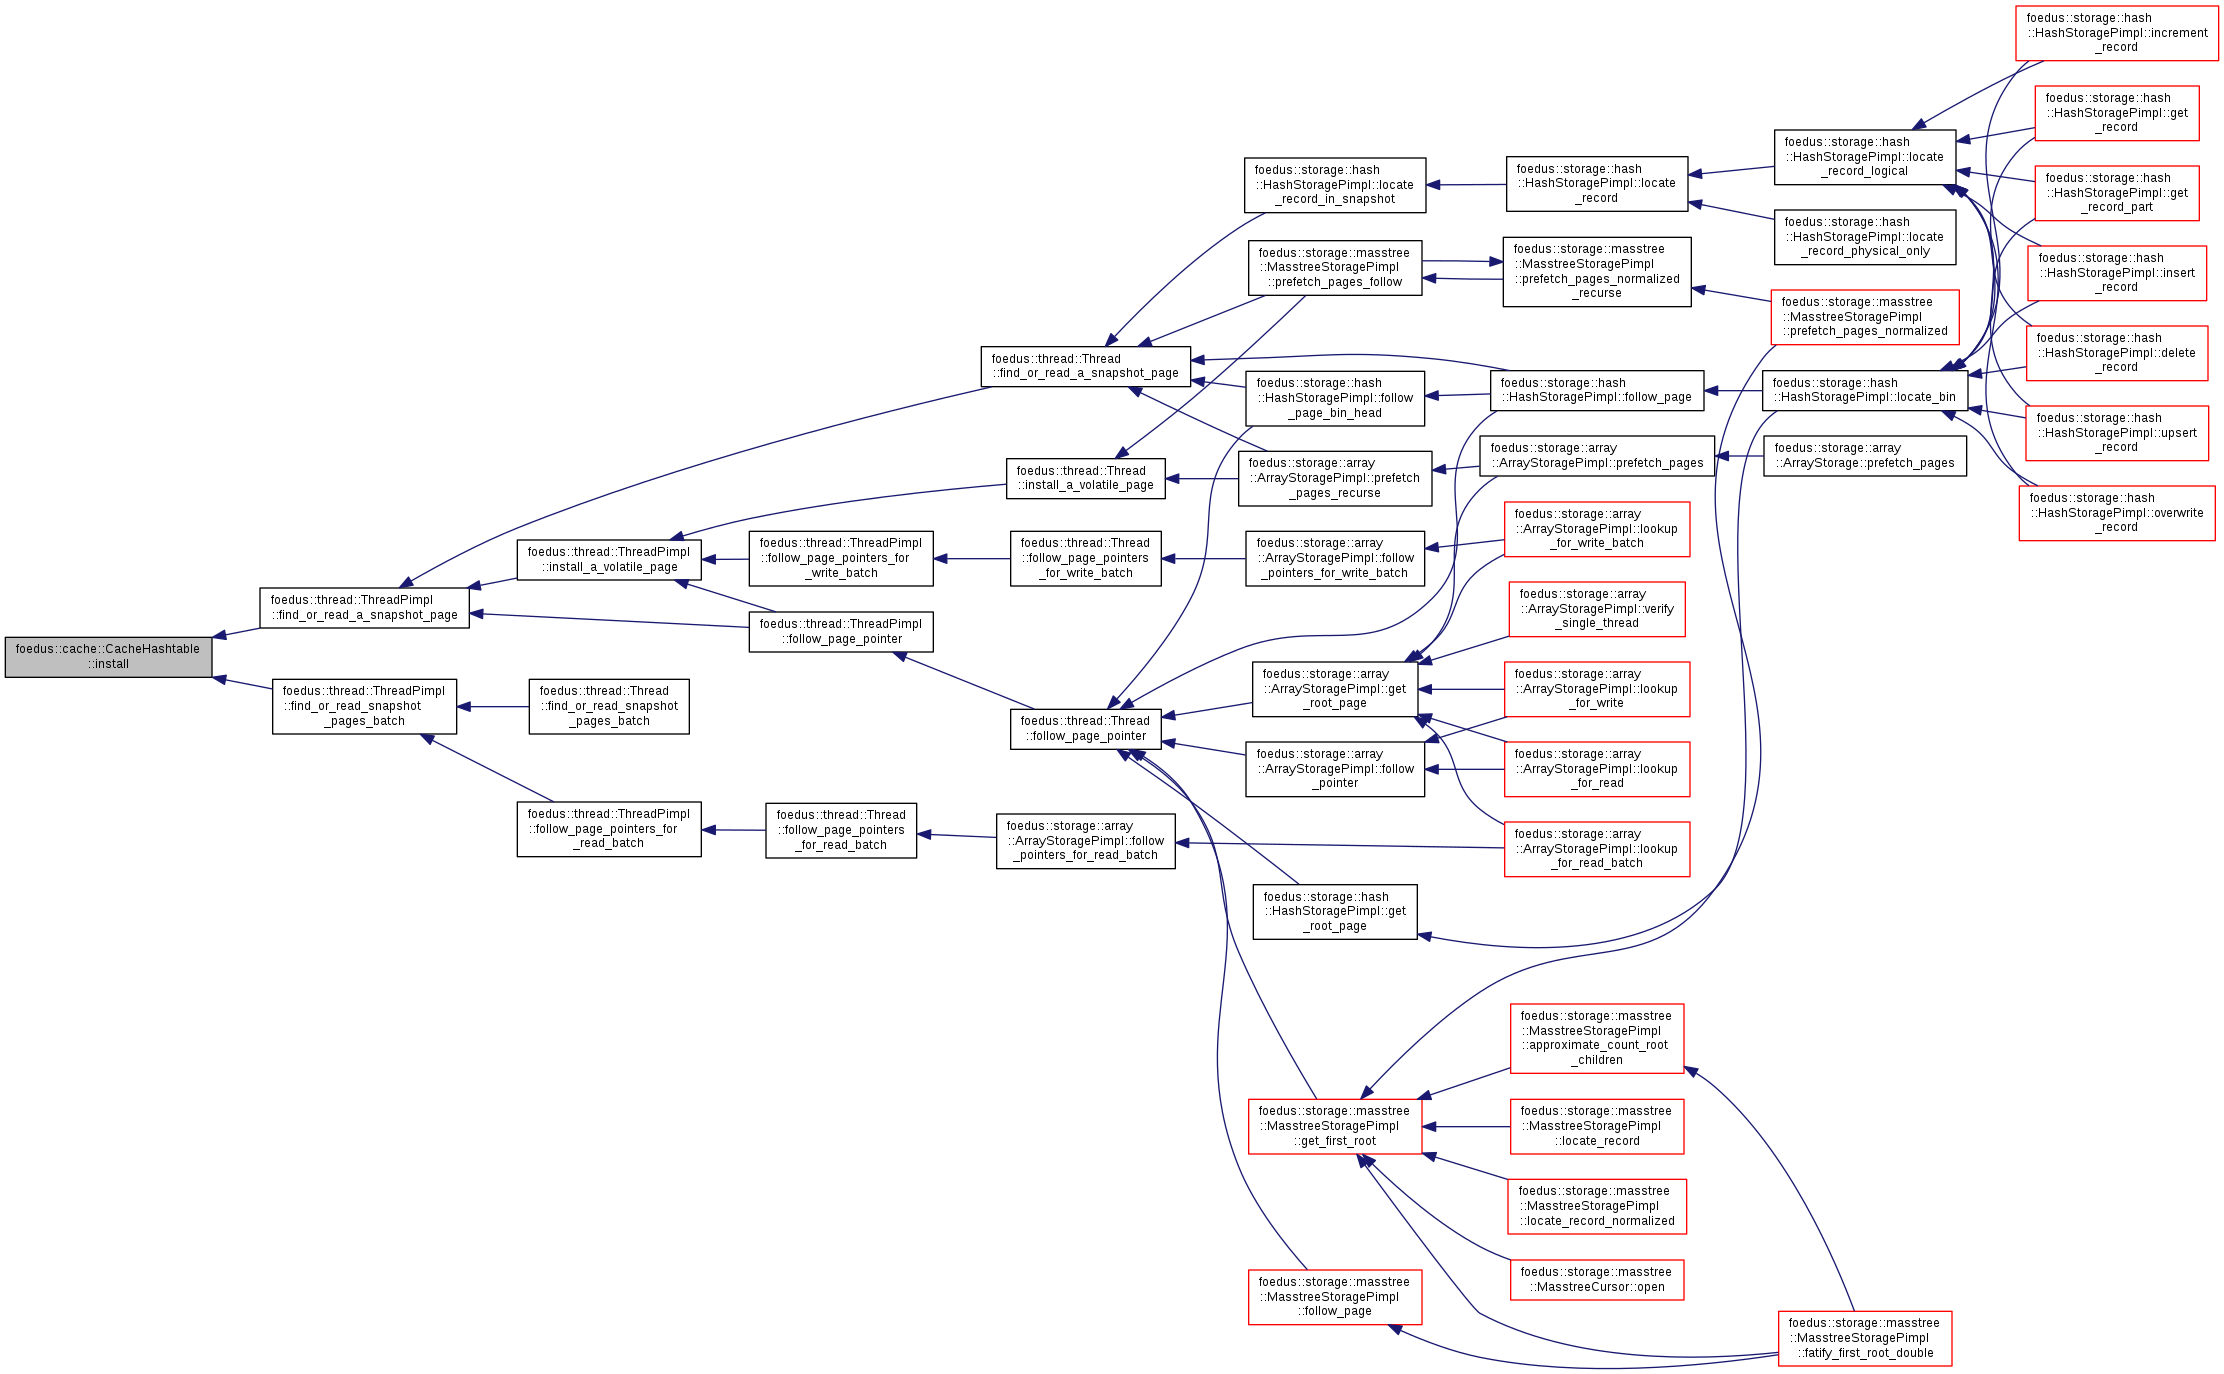 foedus::cache::CacheHashtable
::install
foedus::thread::ThreadPimpl
::find_or_read_a_snapshot_page
foedus::thread::ThreadPimpl
::find_or_read_snapshot
_pages_batch
foedus::thread::ThreadPimpl
::install_a_volatile_page
foedus::thread::Thread
::find_or_read_snapshot
_pages_batch
foedus::thread::ThreadPimpl
::follow_page_pointers_for
_read_batch
foedus::thread::ThreadPimpl
::follow_page_pointers_for
_write_batch
foedus::thread::ThreadPimpl
::follow_page_pointer
foedus::thread::Thread
::follow_page_pointers
_for_read_batch
foedus::thread::Thread
::find_or_read_a_snapshot_page
foedus::thread::Thread
::install_a_volatile_page
foedus::thread::Thread
::follow_page_pointers
_for_write_batch
foedus::thread::Thread
::follow_page_pointer
foedus::storage::array
::ArrayStoragePimpl::follow
_pointers_for_read_batch
foedus::storage::hash
::HashStoragePimpl::locate
_record_in_snapshot
foedus::storage::masstree
::MasstreeStoragePimpl
::prefetch_pages_follow
foedus::storage::hash
::HashStoragePimpl::follow
_page_bin_head
foedus::storage::array
::ArrayStoragePimpl::prefetch
_pages_recurse
foedus::storage::array
::ArrayStoragePimpl::follow
_pointers_for_write_batch
foedus::storage::array
::ArrayStoragePimpl::get
_root_page
foedus::storage::array
::ArrayStoragePimpl::follow
_pointer
foedus::storage::hash
::HashStoragePimpl::get
_root_page
foedus::storage::masstree
::MasstreeStoragePimpl
::get_first_root
foedus::storage::masstree
::MasstreeStoragePimpl
::follow_page
foedus::storage::hash
::HashStoragePimpl::locate
_record
foedus::storage::masstree
::MasstreeStoragePimpl
::prefetch_pages_normalized
_recurse
foedus::storage::hash
::HashStoragePimpl::follow_page
foedus::storage::array
::ArrayStoragePimpl::prefetch_pages
foedus::storage::array
::ArrayStoragePimpl::lookup
_for_write_batch
foedus::storage::array
::ArrayStoragePimpl::verify
_single_thread
foedus::storage::array
::ArrayStoragePimpl::lookup
_for_write
foedus::storage::array
::ArrayStoragePimpl::lookup
_for_read
foedus::storage::array
::ArrayStoragePimpl::lookup
_for_read_batch
foedus::storage::masstree
::MasstreeStoragePimpl
::approximate_count_root
_children
foedus::storage::masstree
::MasstreeStoragePimpl
::locate_record
foedus::storage::masstree
::MasstreeStoragePimpl
::locate_record_normalized
foedus::storage::masstree
::MasstreeCursor::open
foedus::storage::hash
::HashStoragePimpl::locate
_record_logical
foedus::storage::hash
::HashStoragePimpl::locate
_record_physical_only
foedus::storage::masstree
::MasstreeStoragePimpl
::prefetch_pages_normalized
foedus::storage::hash
::HashStoragePimpl::locate_bin
foedus::storage::array
::ArrayStorage::prefetch_pages
foedus::storage::masstree
::MasstreeStoragePimpl
::fatify_first_root_double
foedus::storage::hash
::HashStoragePimpl::increment
_record
foedus::storage::hash
::HashStoragePimpl::get
_record
foedus::storage::hash
::HashStoragePimpl::get
_record_part
foedus::storage::hash
::HashStoragePimpl::insert
_record
foedus::storage::hash
::HashStoragePimpl::delete
_record
foedus::storage::hash
::HashStoragePimpl::upsert
_record
foedus::storage::hash
::HashStoragePimpl::overwrite
_record